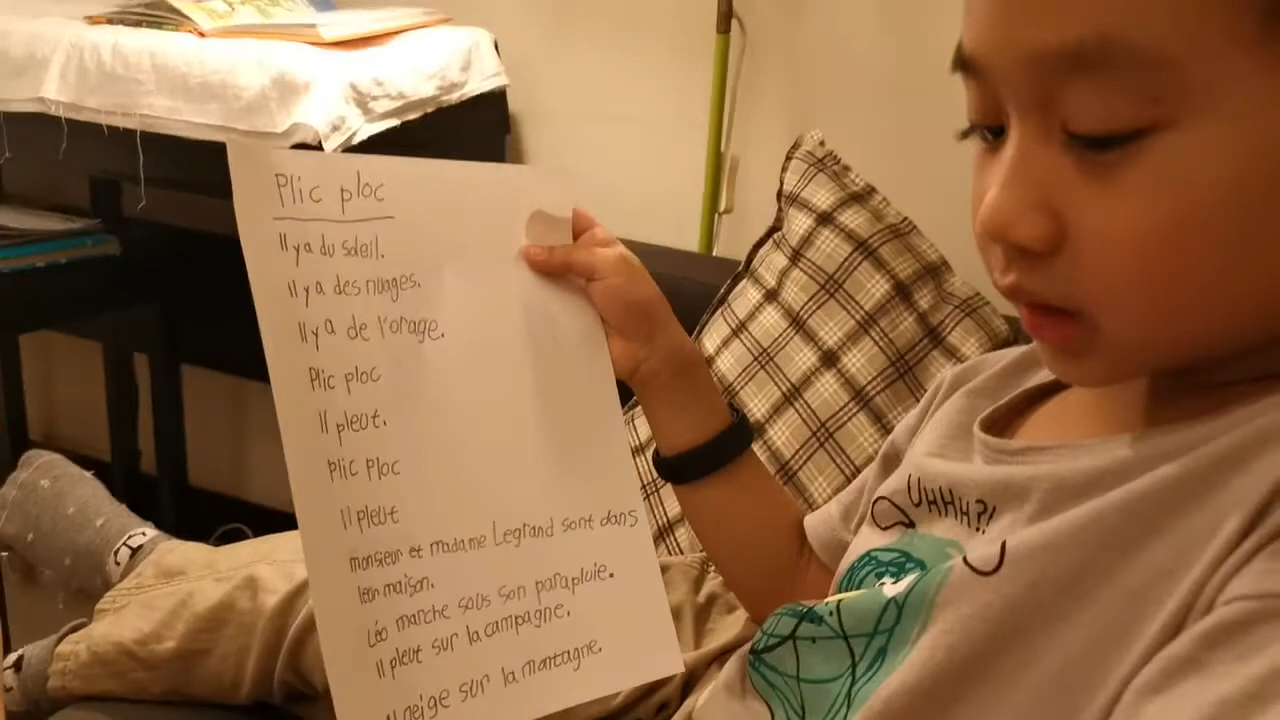 Plic ploc
Il y a du soleil.
Il y a des nuages.
Il y a de l'orage.
Plic ploc
Il pleut.
Plic Ploc
Il pleut
monsieur et madame Legrand sont dans
leur maison.
Léo marche sous son parapluie.
Il pleut sur la campagne.
Il neige sur la montagne.
UHHH?!